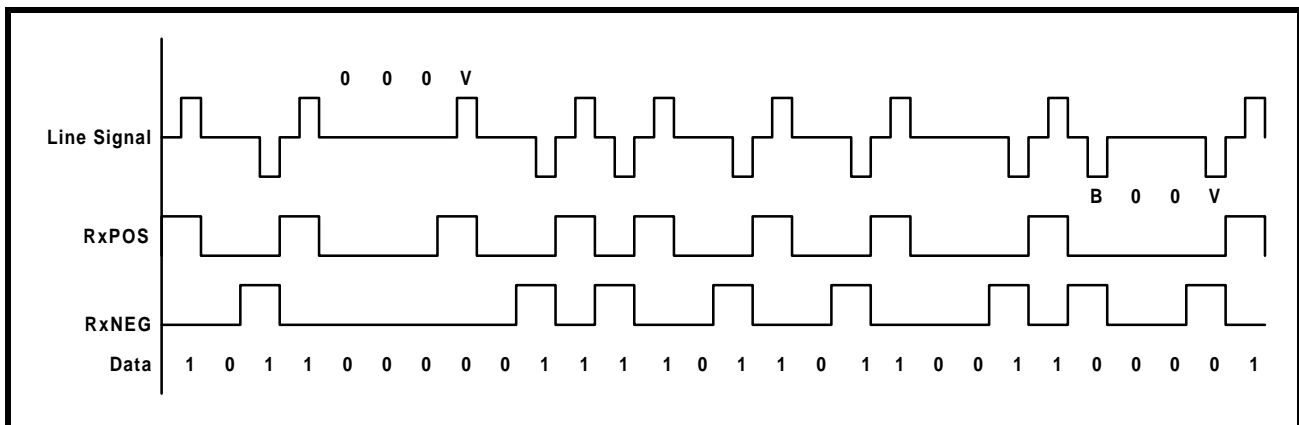 0 0 0 V
Line Signal
B 0 0 V
RxPOS
RxNEG
Data 1 0 1 1 0 0 0 0 0 1 1 1 1 0 1 1 0 1 1 0 0 1 1 0 0 0 0 1